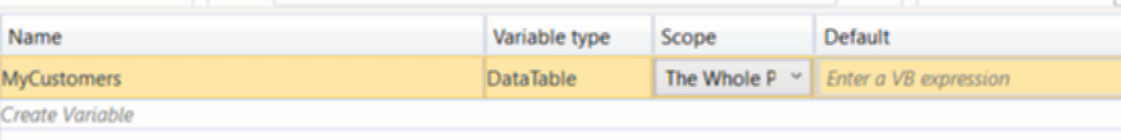 Name Variable type Scope Default
MyCustomers DataTable The Whole P Enter a VB expression
Create Variable